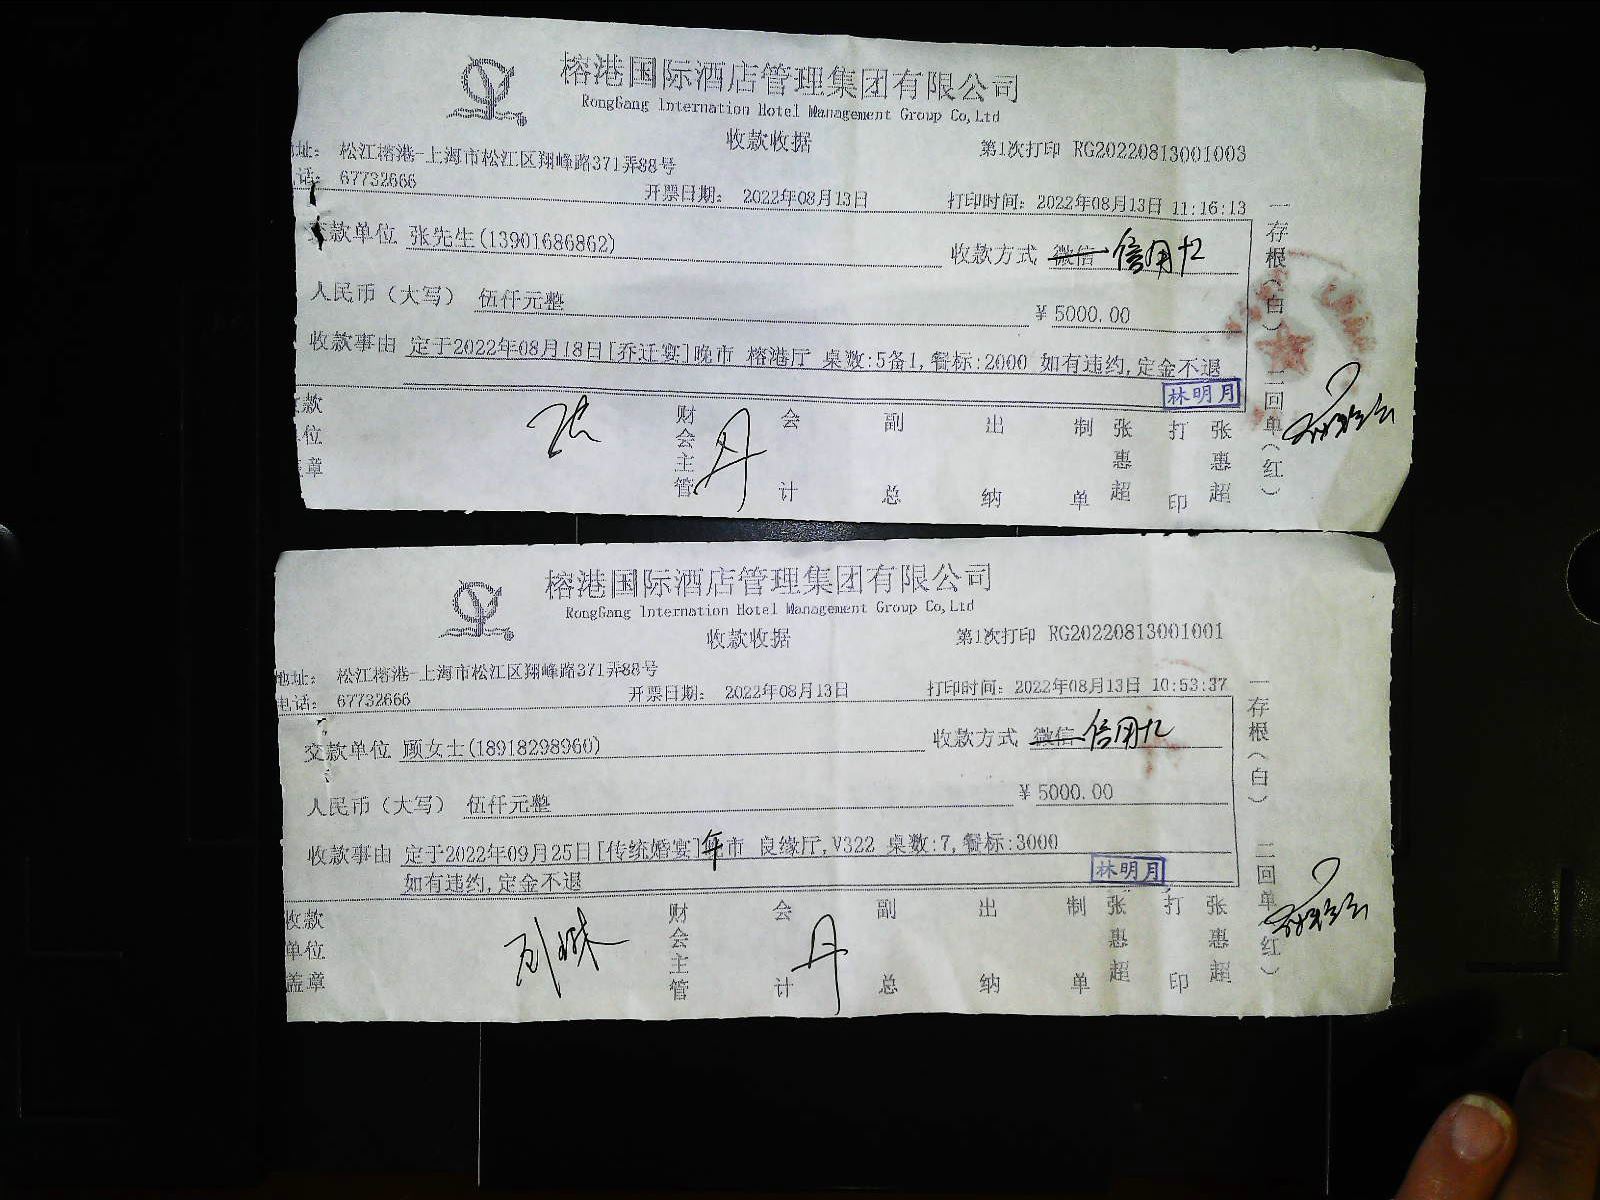 榕港国际酒店管理集团有限公司
RongGang Internation Hotel Management Group Co,Ltd
收款收据
第1次打印 RG20220813001003
址: 松江榕港-上海市松江区翔峰路371弄88号
话: 67732666
开票日期: 2022年08月13日
打印时间: 2022年08月13日 11:16:13
交款单位 张先生(13901686862)
收款方式 微信 信用卡
人民币(大写) 伍仟元整
¥5000.00
收款事由 定于2022年08月18日[乔迁宴]晚市 榕港厅 桌数:5备1,餐标:2000 如有违约,定金不退
林明月
收款单位盖章
财会主管
丹
会计
副总
出纳
制单
张惠超
打印
张惠超
一存根(白)
二回单(红)
榕港国际酒店管理集团有限公司
RongGang Internation Hotel Management Group Co,Ltd
收款收据
第1次打印 RG20220813001001
地址: 松江榕港-上海市松江区翔峰路371弄88号
电话: 67732666
开票日期: 2022年08月13日
打印时间: 2022年08月13日 10:53:37
交款单位 顾女士(18918298960)
收款方式 微信 信用卡
人民币(大写) 伍仟元整
¥5000.00
收款事由 定于2022年09月25日[传统婚宴]午市 良缘厅,V322 桌数:7,餐标:3000
如有违约,定金不退
林明月
收款单位盖章
财会主管
会计
丹
副总
出纳
制单
张惠超
打印
张惠超
一存根(白)
二回单(红)